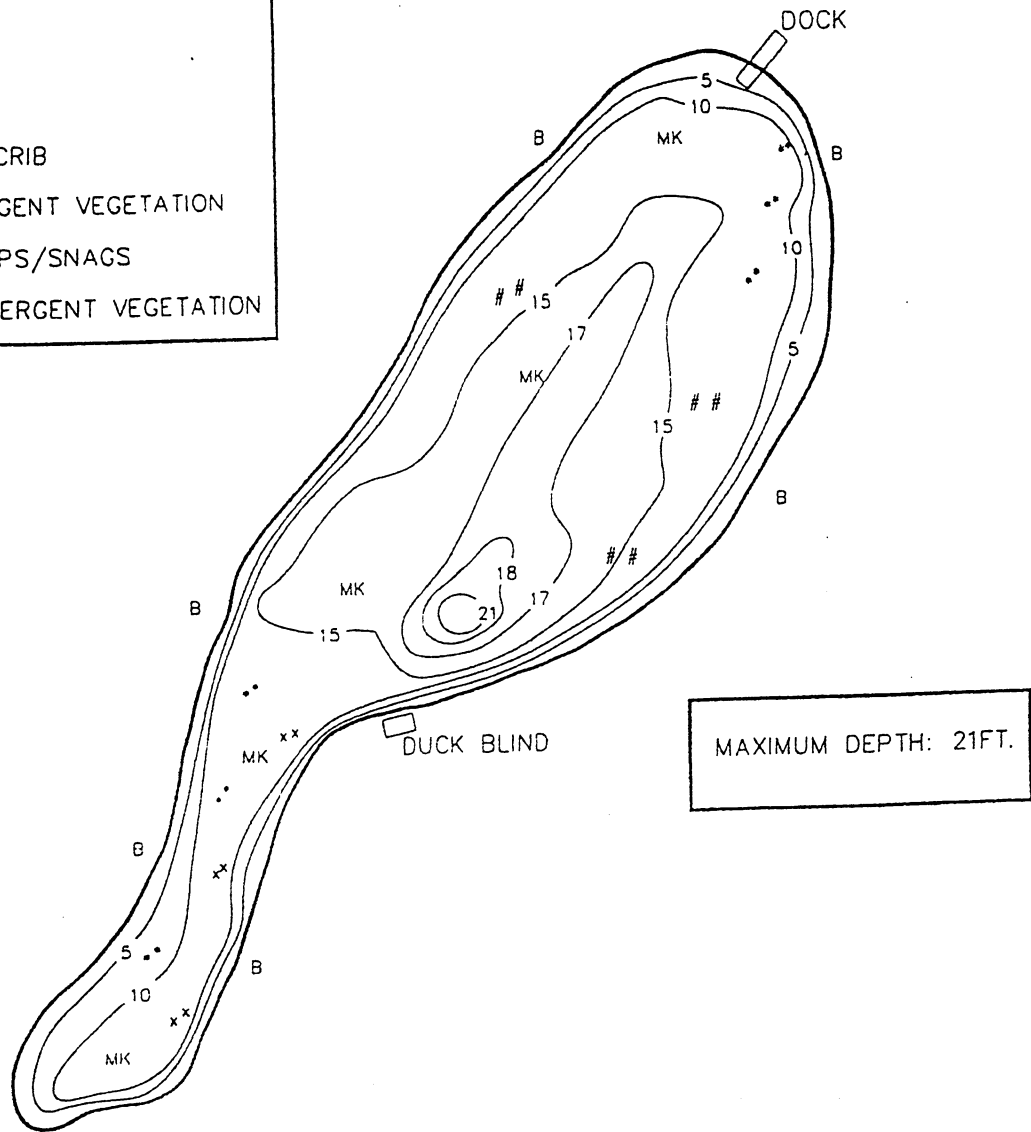 DOCK
5
10
B
MK
CRIB
B
GENT VEGETATION
10
PS/SNAGS
# #
15
ERGENT VEGETATION
17
5
MK
# #
15
B
# #
18
MK
17
B
21
15
x x
DUCK BLIND
MAXIMUM DEPTH: 21FT.
MK
B
x x
5
B
10
x x
MK